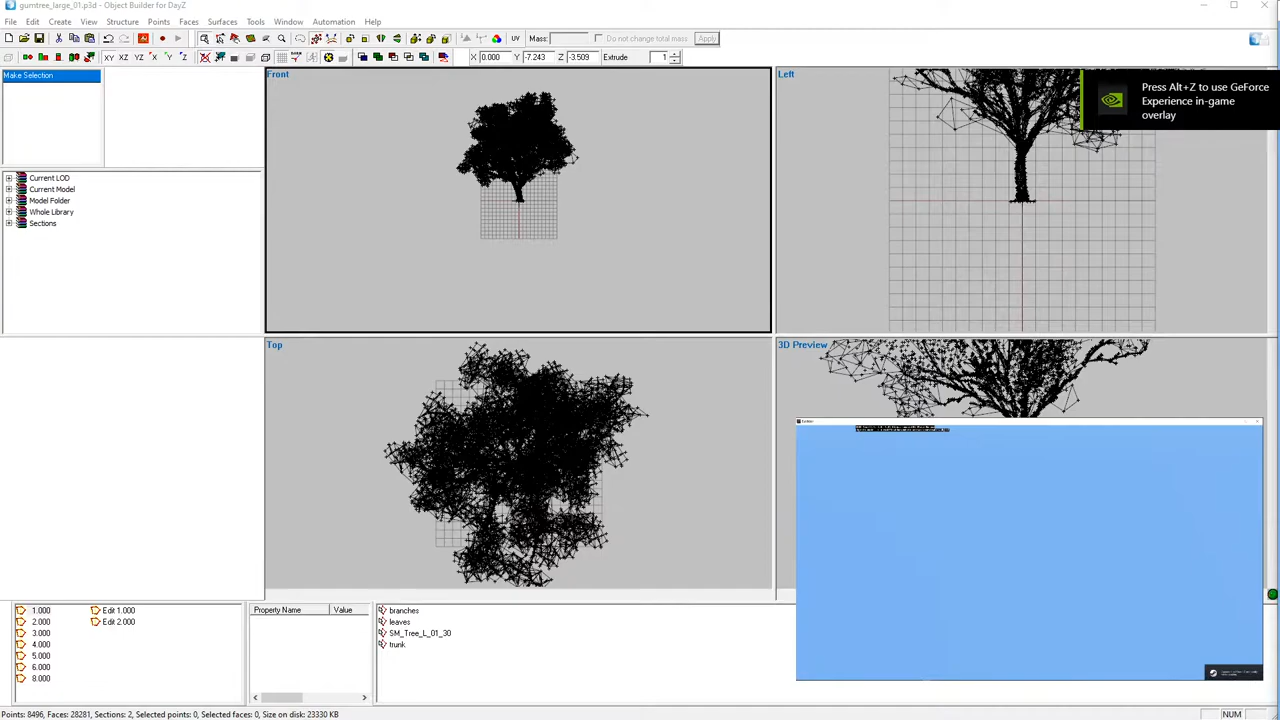 gumtree_large_01.p3d - Object Builder for DayZ
File Edit Create View Structure Points Faces Surfaces Tools Window Automation Help
UV Mass: Do not change total mass Apply
XY XZ YZ X Y Z X 0.000 Y -7.243 Z -3.509 Extrude 1
Make Selection
Current LOD
Current Model
Model Folder
Whole Library
Sections
Front
Left
Press Alt+Z to use GeForce
Experience in-game
overlay
Top
3D Preview
1.000 Edit 1.000
2.000 Edit 2.000
3.000
4.000
5.000
6.000
8.000
Property Name Value
branches
leaves
SM_Tree_L_01_30
trunk
Points: 8496, Faces: 28281, Sections: 2, Selected points: 0, Selected faces: 0, Size on disk: 23330 KB
NUM